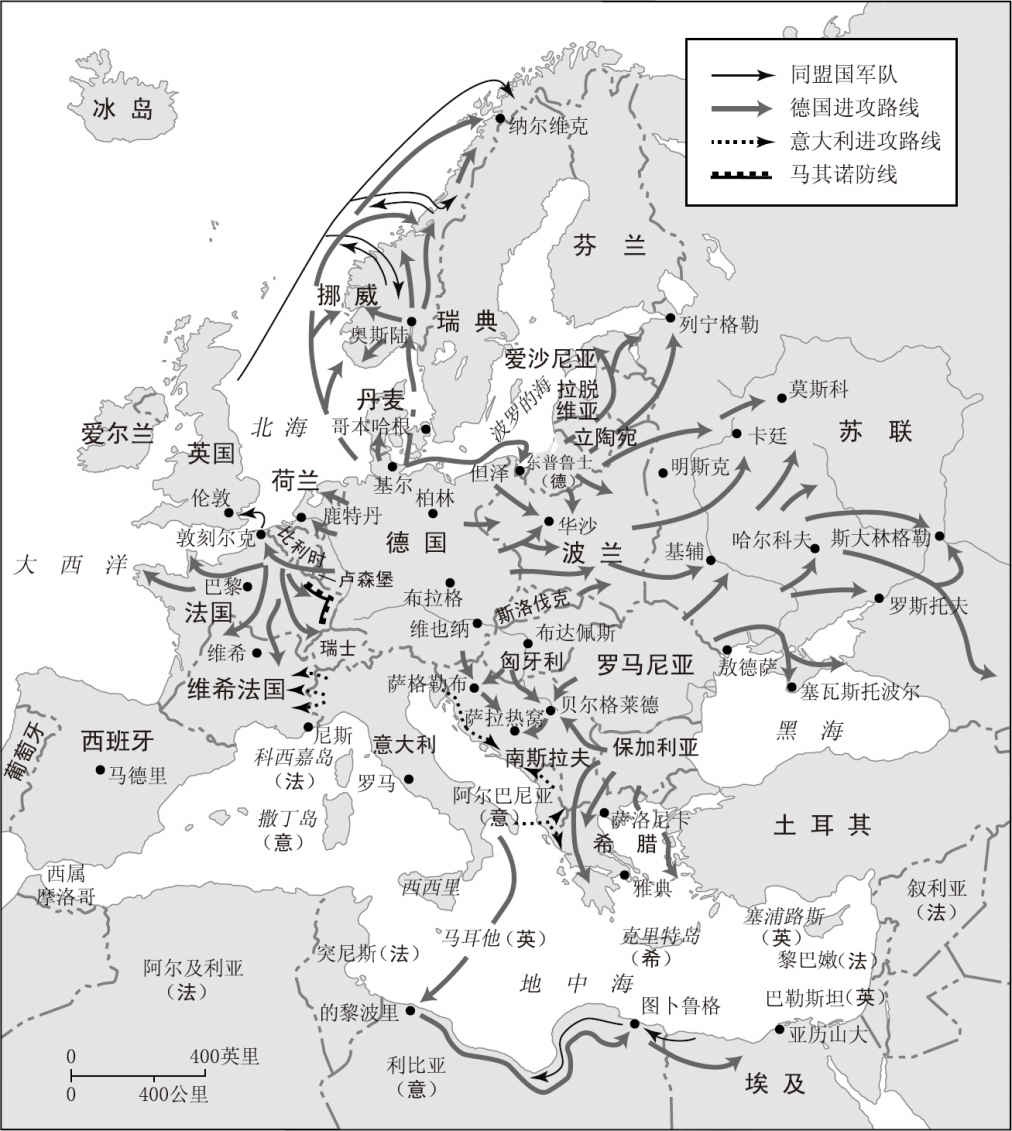 同盟国军队
德国进攻路线
意大利进攻路线
马其诺防线
冰岛
纳尔维克
芬兰
挪威
瑞典
奥斯陆
列宁格勒
爱沙尼亚
拉脱
维亚
波罗的海
丹麦
莫斯科
爱尔兰
北海
哥本哈根
立陶宛
卡廷
苏联
英国
荷兰
基尔
但泽
东普鲁士
(德)
明斯克
伦敦
柏林
鹿特丹
华沙
敦刻尔克
比利时
德国
波兰
基辅
哈尔科夫
斯大林格勒
大西洋
巴黎
卢森堡
布拉格
斯洛伐克
罗斯托夫
法国
维也纳
布达佩斯
维希
瑞士
匈牙利
罗马尼亚
敖德萨
维希法国
萨格勒布
塞瓦斯托波尔
贝尔格莱德
萨拉热窝
葡萄牙
西班牙
尼斯
意大利
南斯拉夫
保加利亚
黑海
科西嘉岛
(法)
马德里
罗马
阿尔巴尼亚
(意)
撒丁岛
(意)
萨洛尼卡
希腊
土耳其
西属
摩洛哥
西西里
雅典
叙利亚
(法)
塞浦路斯
(英)
马耳他(英)
克里特岛
(希)
突尼斯(法)
黎巴嫩(法)
阿尔及利亚
(法)
地中海
巴勒斯坦(英)
的黎波里
图卜鲁格
亚历山大
利比亚
(意)
埃及
0 400英里
0 400公里